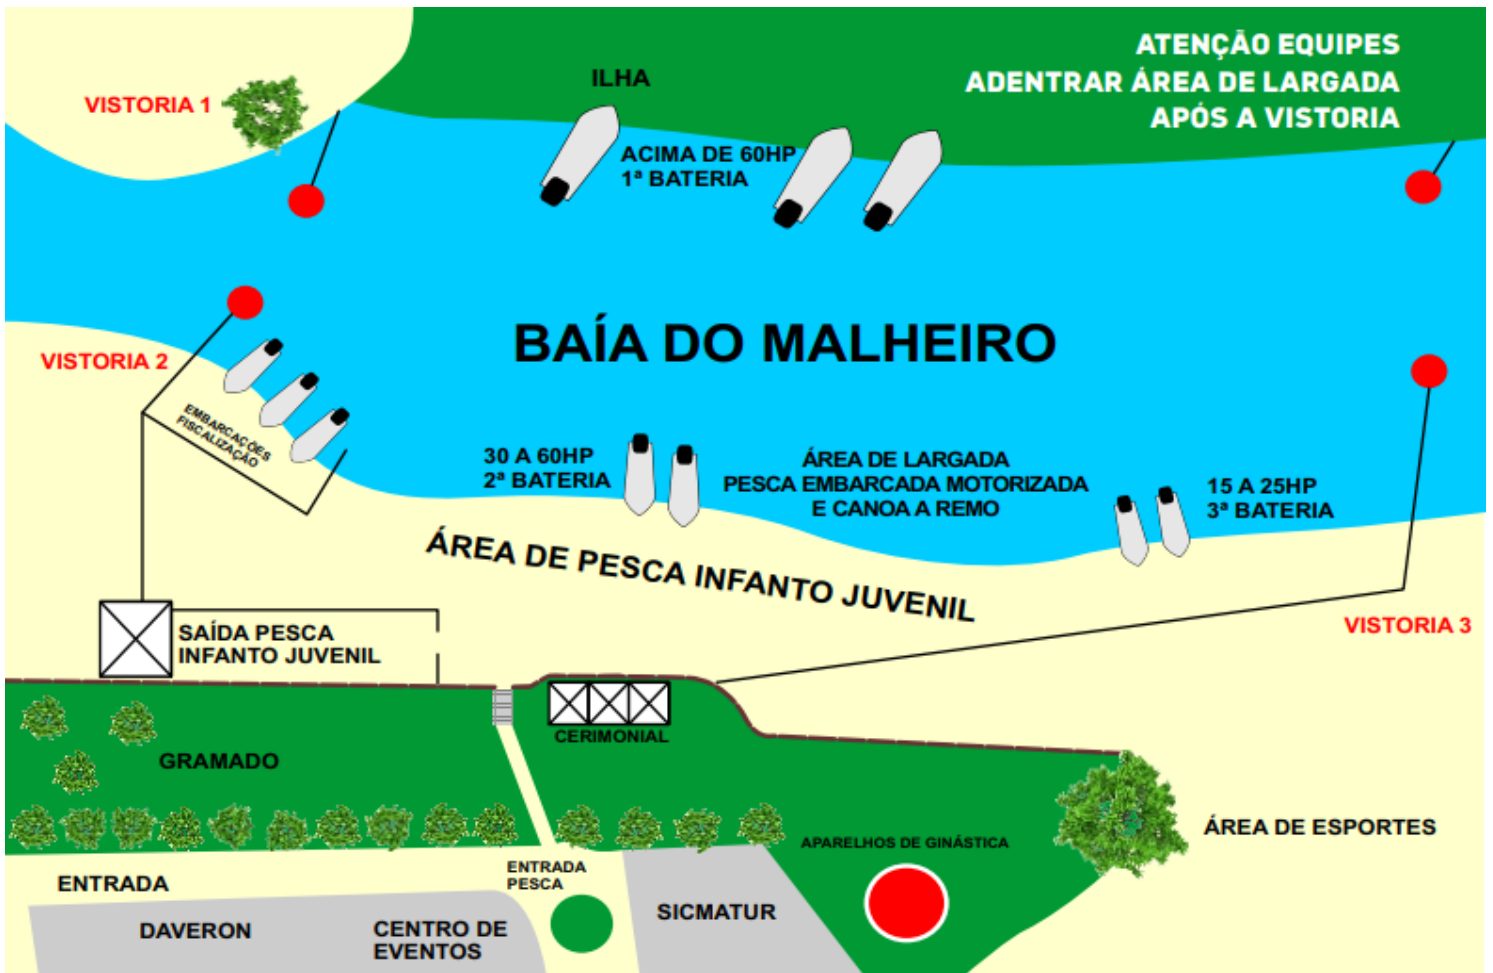 ATENÇÃO EQUIPES
ADENTRAR ÁREA DE LARGADA
APÓS A VISTORIA
ILHA
VISTORIA 1
ACIMA DE 60HP
1ª BATERIA
BAÍA DO MALHEIRO
VISTORIA 2
EMBARCAÇÕES
FISCALIZAÇÃO
30 A 60HP
2ª BATERIA
ÁREA DE LARGADA
PESCA EMBARCADA MOTORIZADA
E CANOA A REMO
15 A 25HP
3ª BATERIA
ÁREA DE PESCA INFANTO JUVENIL
VISTORIA 3
SAÍDA PESCA
INFANTO JUVENIL
CERIMONIAL
GRAMADO
ÁREA DE ESPORTES
APARELHOS DE GINÁSTICA
ENTRADA
ENTRADA
PESCA
DAVERON
CENTRO DE
EVENTOS
SICMATUR